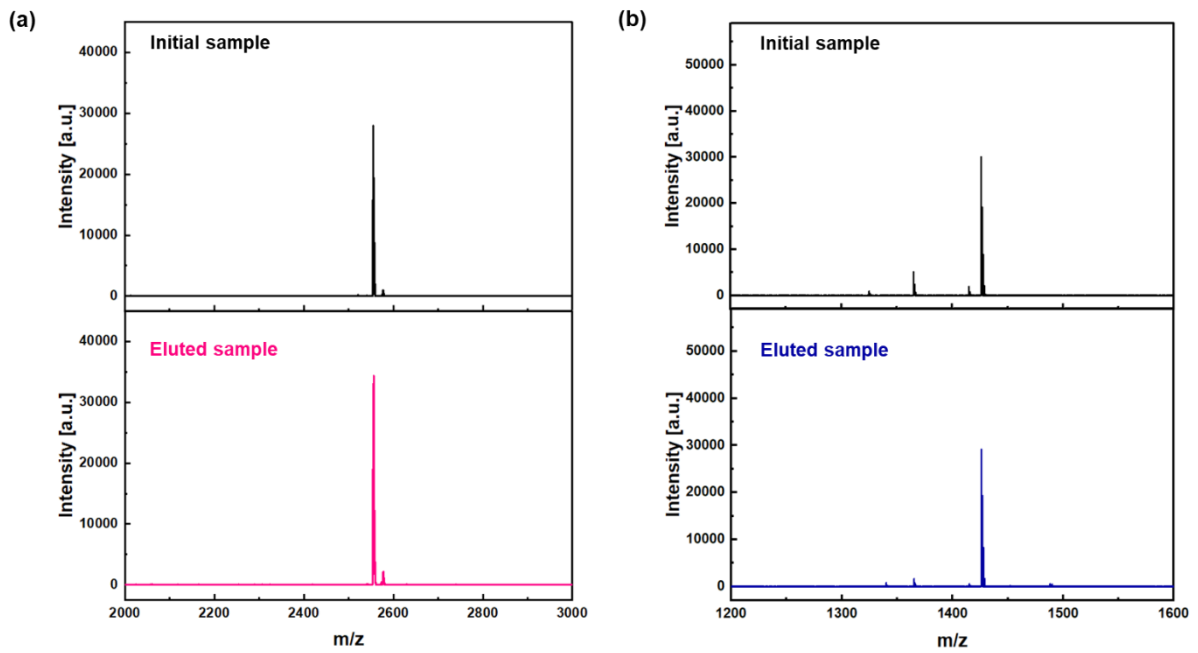 (a)
Initial sample
Intensity [a.u.]
40000
30000
20000
10000
0
Eluted sample
Intensity [a.u.]
40000
30000
20000
10000
0
2000 2200 2400 2600 2800 3000
m/z
(b)
Initial sample
Intensity [a.u.]
50000
40000
30000
20000
10000
0
Eluted sample
Intensity [a.u.]
50000
40000
30000
20000
10000
0
1200 1300 1400 1500 1600
m/z